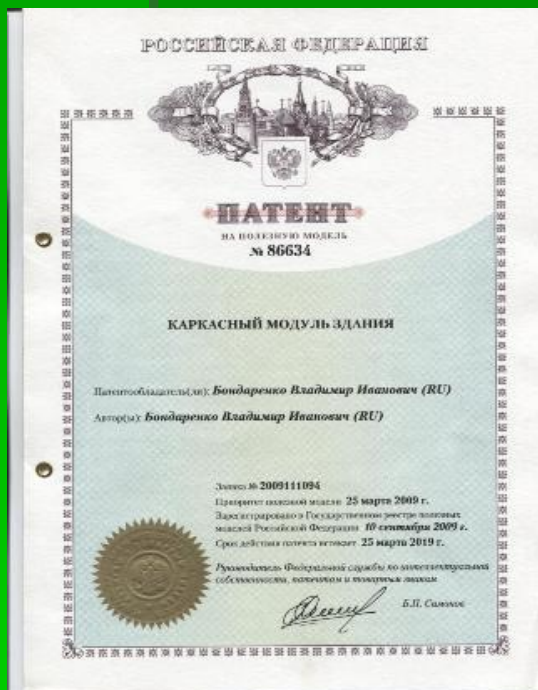 РОССИЙСКАЯ ФЕДЕРАЦИЯ
ПАТЕНТ
НА ПОЛЕЗНУЮ МОДЕЛЬ
№ 86634
КАРКАСНЫЙ МОДУЛЬ ЗДАНИЯ
Патентообладатель(ли): Бондаренко Владимир Иванович (RU)
Автор(ы): Бондаренко Владимир Иванович (RU)
Заявка № 2009111094
Приоритет полезной модели 25 марта 2009 г.
Зарегистрировано в Государственном реестре полезных
моделей Российской Федерации 10 сентября 2009 г.
Срок действия патента истекает 25 марта 2019 г.
Руководитель Федеральной службы по интеллектуальной
собственности, патентам и товарным знакам
Б.П. Симонов